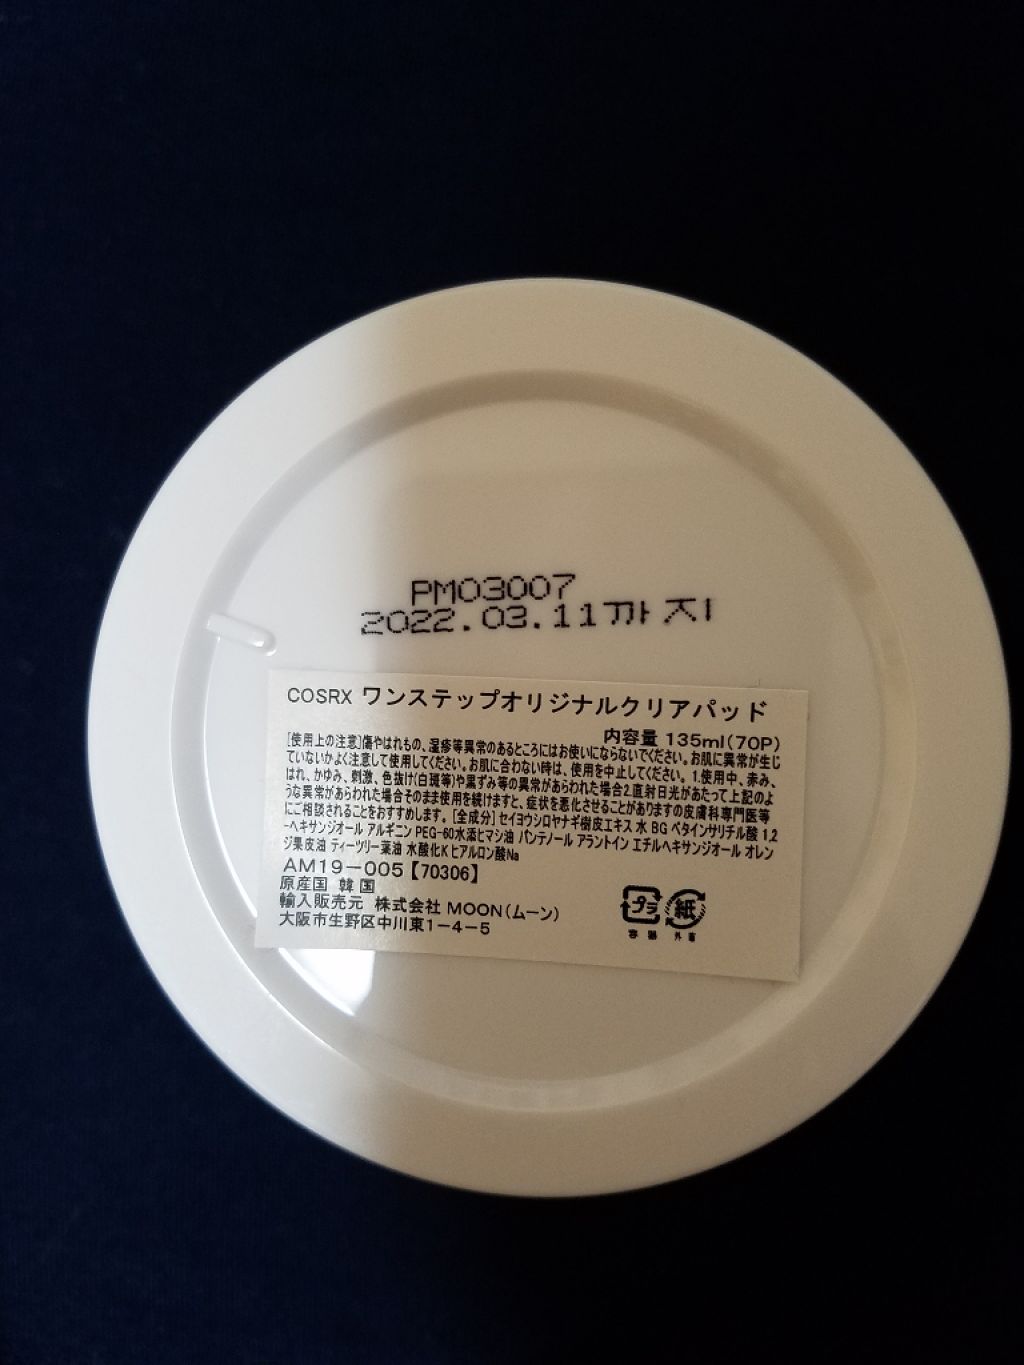 PM03007
2022.03.11까지
COSRX ワンステップオリジナルクリアパッド
内容量 135ml(70P)
[使用上の注意]傷やはれもの、湿疹等異常のあるところにはお使いにならないでください。お肌に異常が生じ
ていないかよく注意して使用してください。お肌に合わない時は、使用を中止してください。1.使用中、赤み、
はれ、かゆみ、刺激、色抜け(白斑等)や黒ずみ等の異常があらわれた場合2.直射日光があたって上記のよ
うな異常があらわれた場合そのまま使用を続けますと、症状を悪化させることがありますの皮膚科専門医等
にご相談されることをおすすめします。[全成分] セイヨウシロヤナギ樹皮エキス 水 BG ベタインサリチル酸 1,2
-ヘキサンジオール アルギニン PEG-60水添ヒマシ油 パンテノール アラントイン エチルヘキサンジオール オレン
ジ果皮油 ティーツリー葉油 水酸化K ヒアルロン酸Na
AM19-005【70306】
原産国 韓国
輸入販売元 株式会社 MOON(ムーン)
大阪市生野区中川東1-4-5
プラ 紙
容器 外箱